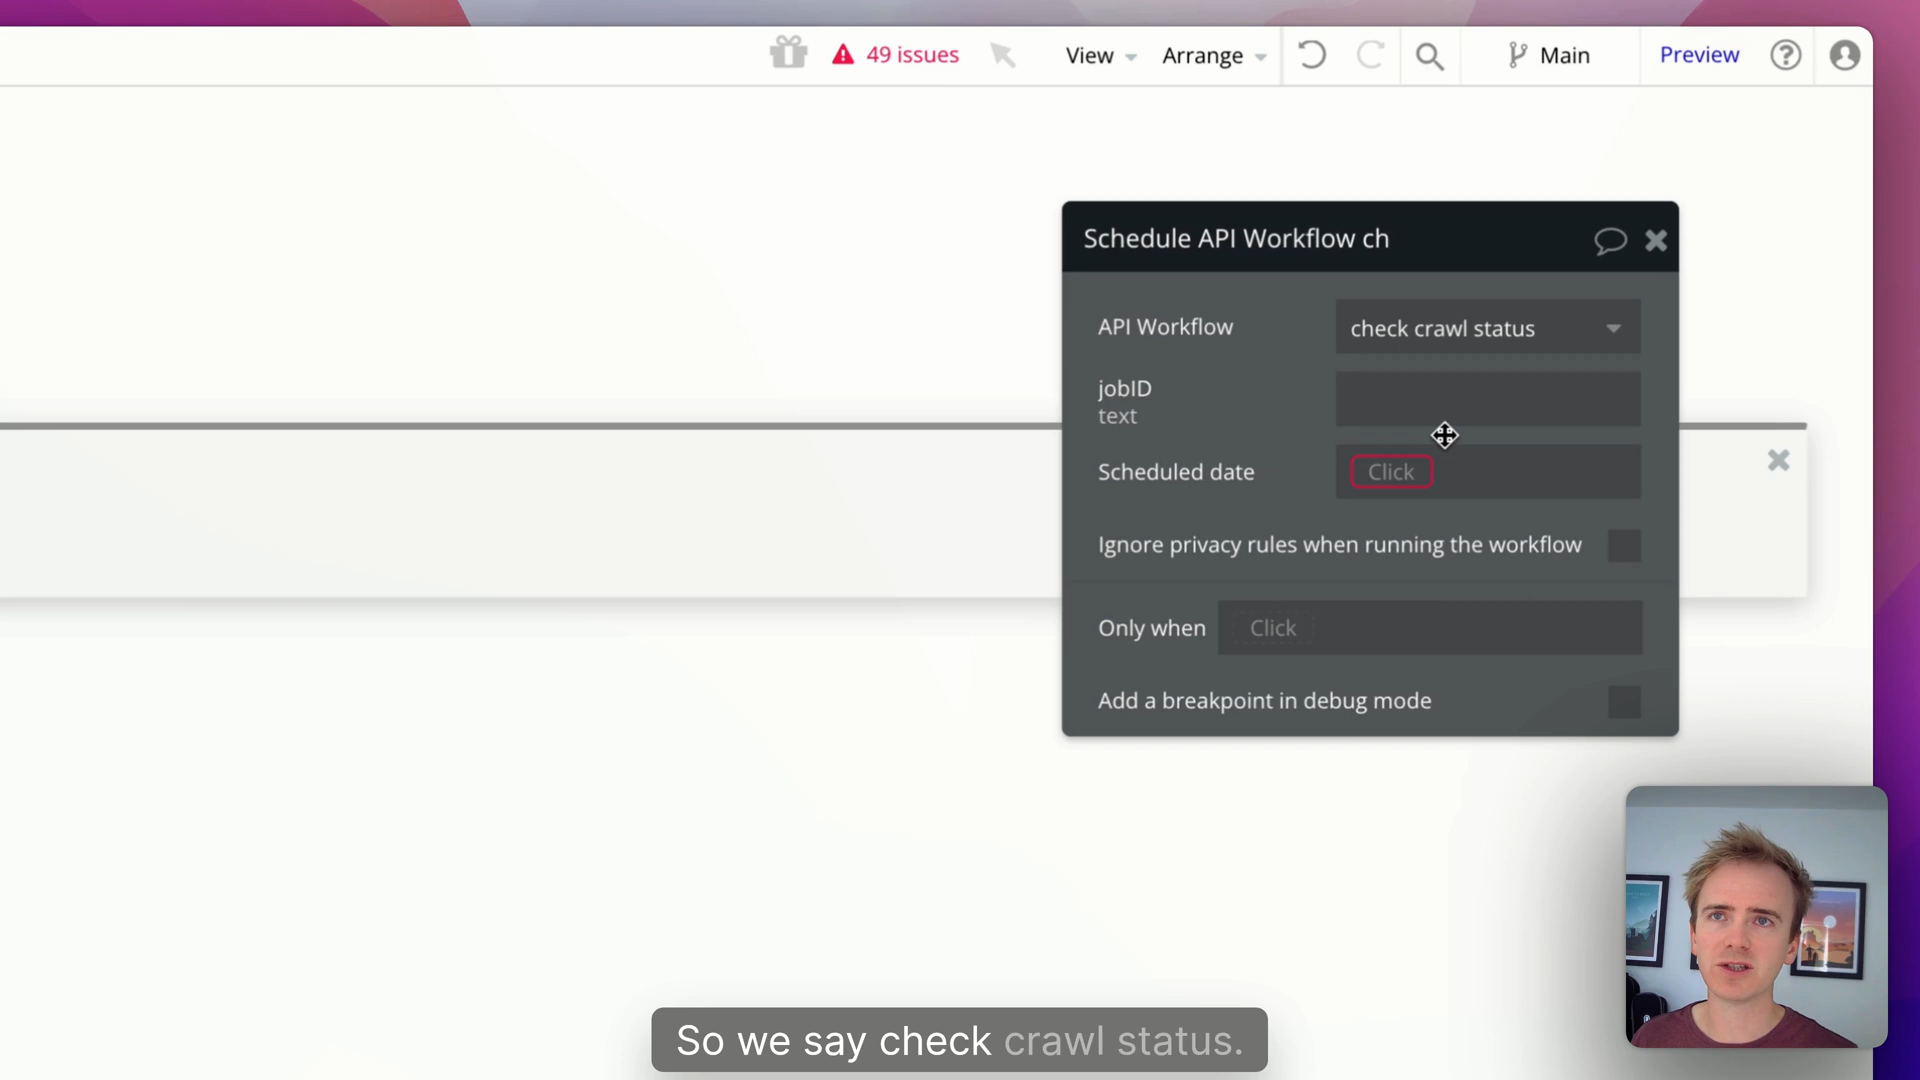 49 issues
View
Arrange
Main
Preview
Schedule API Workflow ch
API Workflow
check crawl status
jobID
text
Scheduled date
Click
Ignore privacy rules when running the workflow
Only when
Click
Add a breakpoint in debug mode
So we say check crawl status.